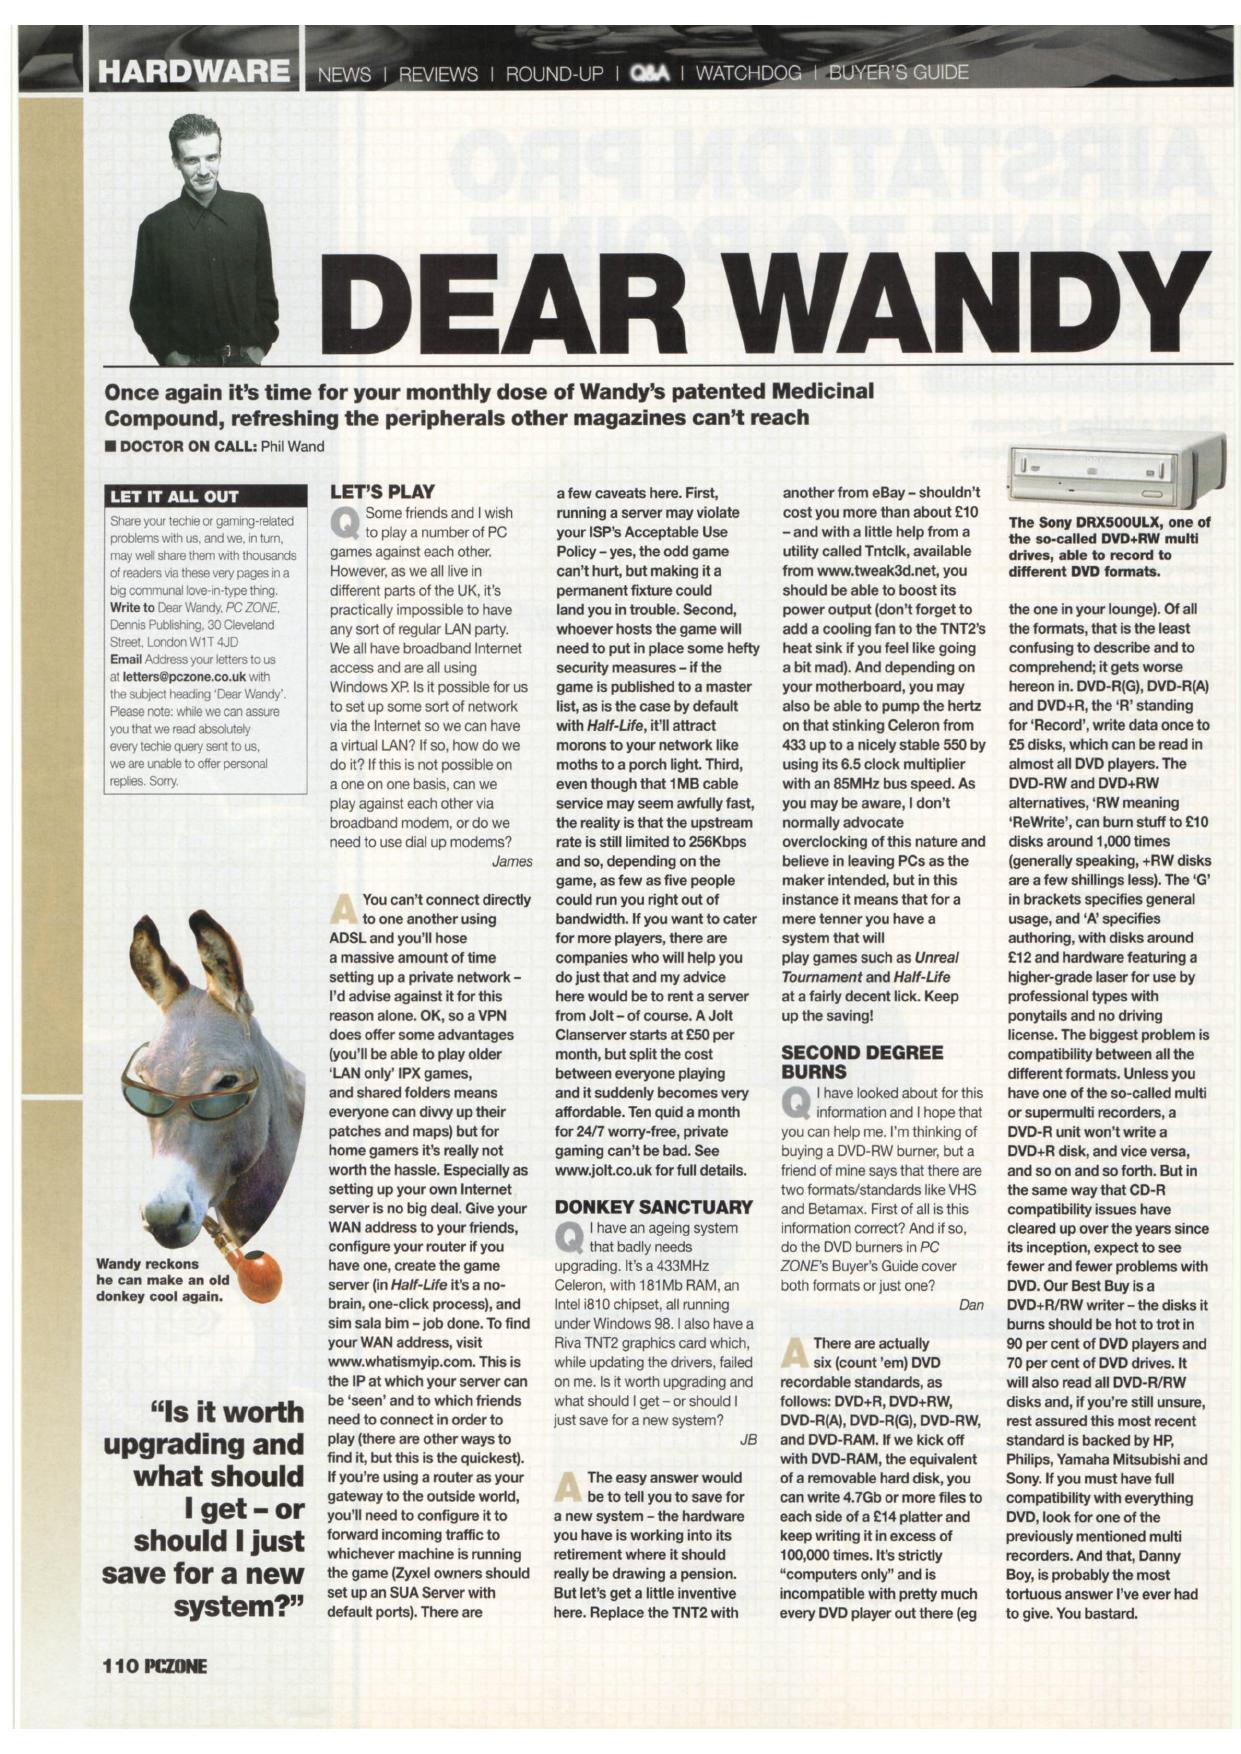 HARDWARE
NEWS | REVIEWS | ROUND-UP | Q&A | WATCHDOG | BUYER'S GUIDE
DEAR WANDY
Once again it's time for your monthly dose of Wandy's patented Medicinal
Compound, refreshing the peripherals other magazines can't reach
■ DOCTOR ON CALL: Phil Wand
LET IT ALL OUT
Share your techie or gaming-related
problems with us, and we, in turn,
may well share them with thousands
of readers via these very pages in a
big communal love-in-type thing.
Write to Dear Wandy, PC ZONE,
Dennis Publishing, 30 Cleveland
Street, London W1T 4JD
Email Address your letters to us
at letters@pczone.co.uk with
the subject heading 'Dear Wandy'.
Please note: while we can assure
you that we read absolutely
every techie query sent to us,
we are unable to offer personal
replies. Sorry.
Wandy reckons
he can make an old
donkey cool again.
"Is it worth
upgrading and
what should
I get – or
should I just
save for a new
system?"
LET'S PLAY
Q Some friends and I wish
to play a number of PC
games against each other.
However, as we all live in
different parts of the UK, it's
practically impossible to have
any sort of regular LAN party.
We all have broadband Internet
access and are all using
Windows XP. Is it possible for us
to set up some sort of network
via the Internet so we can have
a virtual LAN? If so, how do we
do it? If this is not possible on
a one on one basis, can we
play against each other via
broadband modem, or do we
need to use dial up modems?
James
A You can't connect directly
to one another using
ADSL and you'll hose
a massive amount of time
setting up a private network –
I'd advise against it for this
reason alone. OK, so a VPN
does offer some advantages
(you'll be able to play older
'LAN only' IPX games,
and shared folders means
everyone can divvy up their
patches and maps) but for
home gamers it's really not
worth the hassle. Especially as
setting up your own Internet
server is no big deal. Give your
WAN address to your friends,
configure your router if you
have one, create the game
server (in Half-Life it's a no-
brain, one-click process), and
sim sala bim – job done. To find
your WAN address, visit
www.whatismyip.com. This is
the IP at which your server can
be 'seen' and to which friends
need to connect in order to
play (there are other ways to
find it, but this is the quickest).
If you're using a router as your
gateway to the outside world,
you'll need to configure it to
forward incoming traffic to
whichever machine is running
the game (Zyxel owners should
set up an SUA Server with
default ports). There are
a few caveats here. First,
running a server may violate
your ISP's Acceptable Use
Policy – yes, the odd game
can't hurt, but making it a
permanent fixture could
land you in trouble. Second,
whoever hosts the game will
need to put in place some hefty
security measures – if the
game is published to a master
list, as is the case by default
with Half-Life, it'll attract
morons to your network like
moths to a porch light. Third,
even though that 1MB cable
service may seem awfully fast,
the reality is that the upstream
rate is still limited to 256Kbps
and so, depending on the
game, as few as five people
could run you right out of
bandwidth. If you want to cater
for more players, there are
companies who will help you
do just that and my advice
here would be to rent a server
from Jolt – of course. A Jolt
Clanserver starts at £50 per
month, but split the cost
between everyone playing
and it suddenly becomes very
affordable. Ten quid a month
for 24/7 worry-free, private
gaming can't be bad. See
www.jolt.co.uk for full details.
DONKEY SANCTUARY
Q I have an ageing system
that badly needs
upgrading. It's a 433MHz
Celeron, with 181Mb RAM, an
Intel i810 chipset, all running
under Windows 98. I also have a
Riva TNT2 graphics card which,
while updating the drivers, failed
on me. Is it worth upgrading and
what should I get – or should I
just save for a new system?
JB
A The easy answer would
be to tell you to save for
a new system – the hardware
you have is working into its
retirement where it should
really be drawing a pension.
But let's get a little inventive
here. Replace the TNT2 with
another from eBay – shouldn't
cost you more than about £10
– and with a little help from a
utility called Tntclk, available
from www.tweak3d.net, you
should be able to boost its
power output (don't forget to
add a cooling fan to the TNT2's
heat sink if you feel like going
a bit mad). And depending on
your motherboard, you may
also be able to pump the hertz
on that stinking Celeron from
433 up to a nicely stable 550 by
using its 6.5 clock multiplier
with an 85MHz bus speed. As
you may be aware, I don't
normally advocate
overclocking of this nature and
believe in leaving PCs as the
maker intended, but in this
instance it means that for a
mere tenner you have a
system that will
play games such as Unreal
Tournament and Half-Life
at a fairly decent lick. Keep
up the saving!
SECOND DEGREE
BURNS
Q I have looked about for this
information and I hope that
you can help me. I'm thinking of
buying a DVD-RW burner, but a
friend of mine says that there are
two formats/standards like VHS
and Betamax. First of all is this
information correct? And if so,
do the DVD burners in PC
ZONE's Buyer's Guide cover
both formats or just one?
Dan
A There are actually
six (count 'em) DVD
recordable standards, as
follows: DVD+R, DVD+RW,
DVD-R(A), DVD-R(G), DVD-RW,
and DVD-RAM. If we kick off
with DVD-RAM, the equivalent
of a removable hard disk, you
can write 4.7Gb or more files to
each side of a £14 platter and
keep writing it in excess of
100,000 times. It's strictly
"computers only" and is
incompatible with pretty much
every DVD player out there (eg
The Sony DRX500ULX, one of
the so-called DVD+RW multi
drives, able to record to
different DVD formats.
the one in your lounge). Of all
the formats, that is the least
confusing to describe and to
comprehend; it gets worse
hereon in. DVD-R(G), DVD-R(A)
and DVD+R, the 'R' standing
for 'Record', write data once to
£5 disks, which can be read in
almost all DVD players. The
DVD-RW and DVD+RW
alternatives, 'RW meaning
'ReWrite', can burn stuff to £10
disks around 1,000 times
(generally speaking, +RW disks
are a few shillings less). The 'G'
in brackets specifies general
usage, and 'A' specifies
authoring, with disks around
£12 and hardware featuring a
higher-grade laser for use by
professional types with
ponytails and no driving
license. The biggest problem is
compatibility between all the
different formats. Unless you
have one of the so-called multi
or supermulti recorders, a
DVD-R unit won't write a
DVD+R disk, and vice versa,
and so on and so forth. But in
the same way that CD-R
compatibility issues have
cleared up over the years since
its inception, expect to see
fewer and fewer problems with
DVD. Our Best Buy is a
DVD+R/RW writer – the disks it
burns should be hot to trot in
90 per cent of DVD players and
70 per cent of DVD drives. It
will also read all DVD-R/RW
disks and, if you're still unsure,
rest assured this most recent
standard is backed by HP,
Philips, Yamaha Mitsubishi and
Sony. If you must have full
compatibility with everything
DVD, look for one of the
previously mentioned multi
recorders. And that, Danny
Boy, is probably the most
tortuous answer I've ever had
to give. You bastard.
110 PCZONE